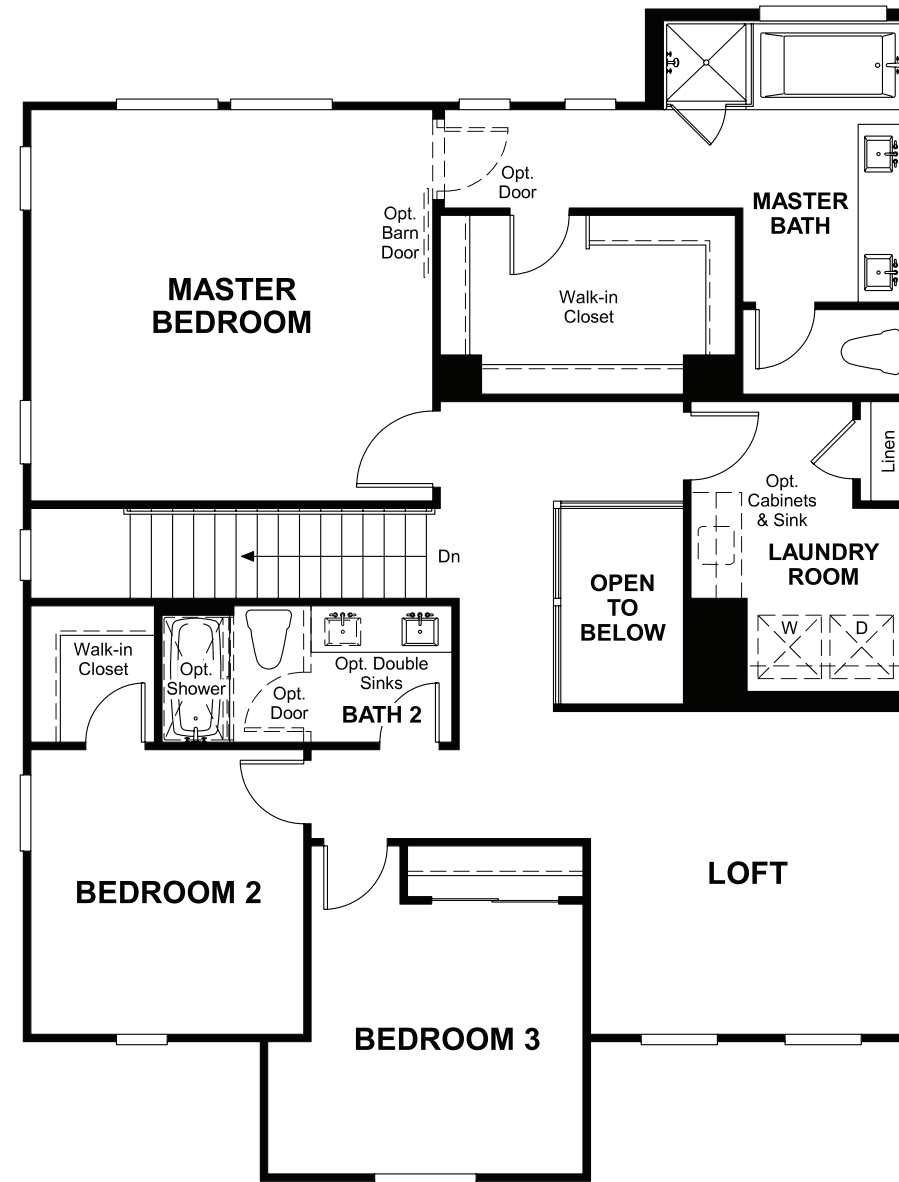 Opt.
Door
MASTER
BATH
Opt.
Barn
Door
MASTER
BEDROOM
Walk-in
Closet
Linen
Opt.
Cabinets
& Sink
LAUNDRY
ROOM
Dn
OPEN
TO
BELOW
W
D
Walk-in
Closet
Opt.
Shower
Opt. Double
Sinks
Opt.
Door
BATH 2
BEDROOM 2
LOFT
BEDROOM 3